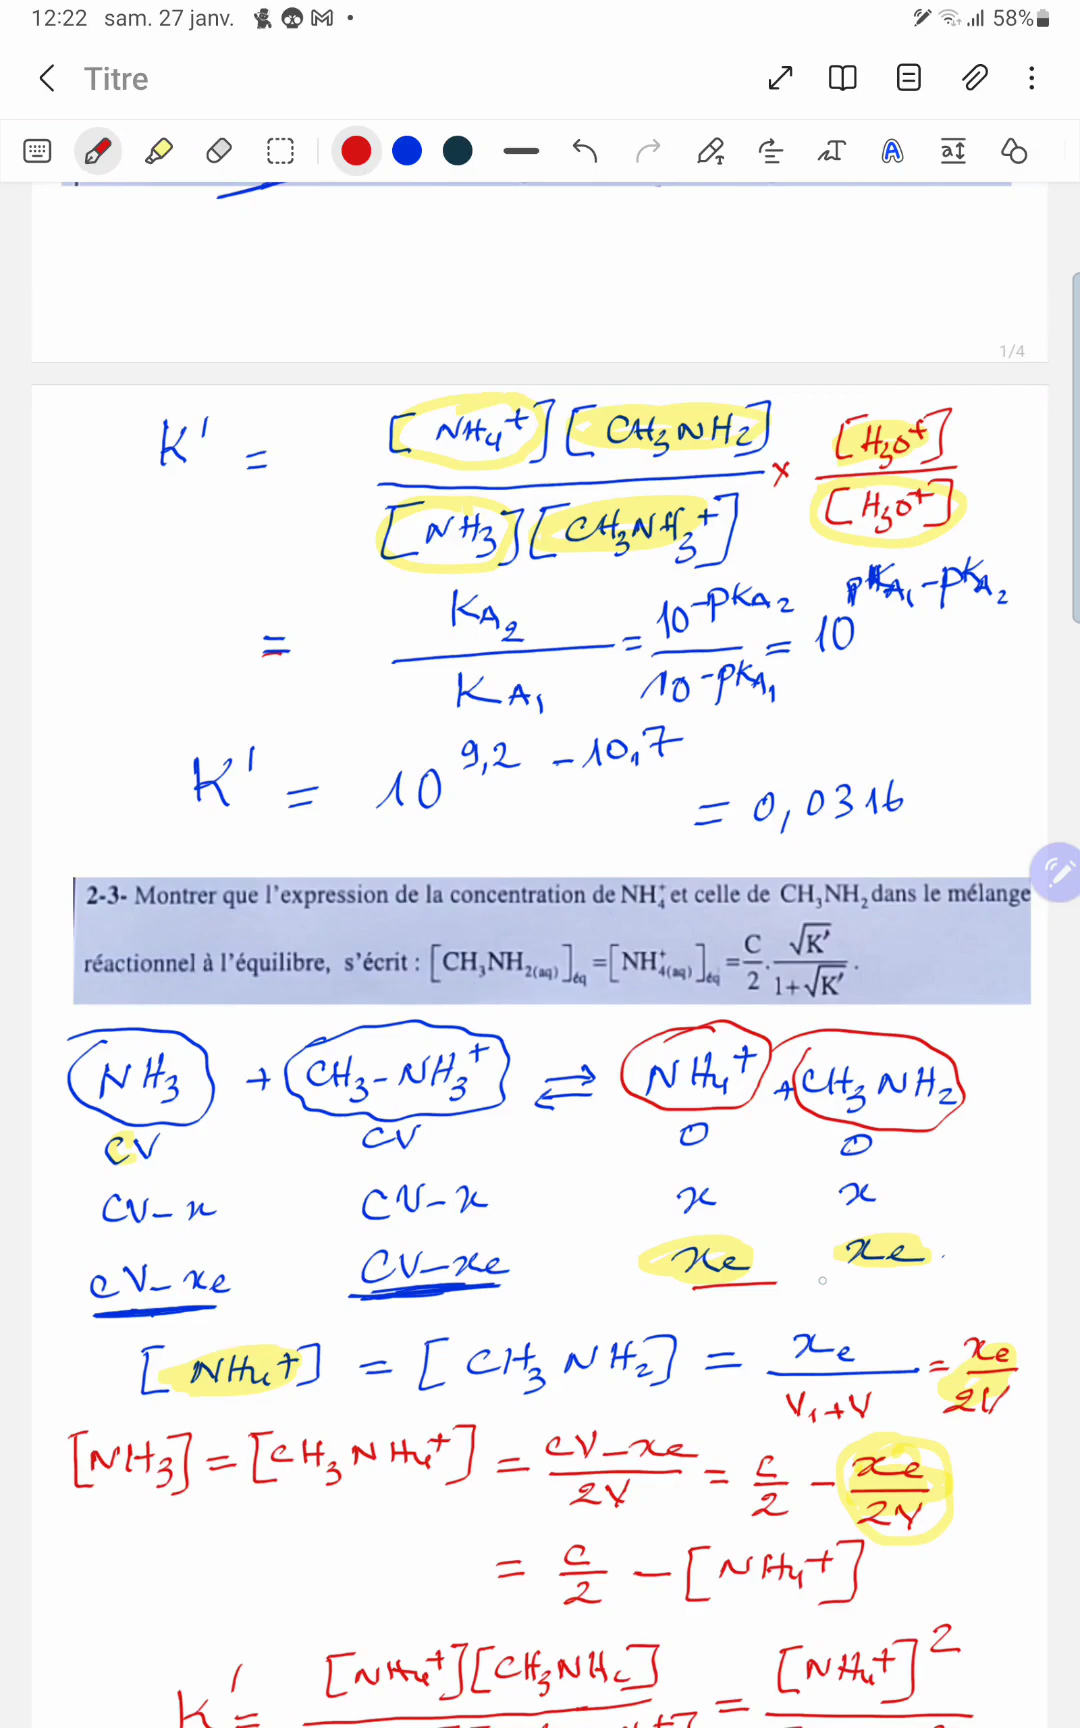 12:22 sam. 27 janv. • 58%
Titre
1/4
K' = [NH4+][CH3NH2] / [NH3][CH3NH3+] × [H3O+] / [H3O+]
= KA2 / KA1 = 10^-pKA2 / 10^-pKA1 = 10^pKA1-pKA2
K' = 10^9,2-10,7 = 0,0316
2-3- Montrer que l'expression de la concentration de NH4+ et celle de CH3NH2 dans le mélange
réactionnel à l'équilibre, s'écrit : [CH3NH2(aq)]éq = [NH4+(aq)]éq = C/2 . √K' / 1+√K' .
NH3 + CH3-NH3+ ⇌ NH4+ + CH3NH2
CV CV 0 0
CV-x CV-x x x
CV-xe CV-xe xe xe
[NH4+] = [CH3NH2] = xe / V1+V = xe / 2V
[NH3] = [CH3NH4+] = CV-xe / 2V = C/2 - xe / 2V
= C/2 - [NH4+]
K' = [NH4+][CH3NH2] = [NH4+]^2